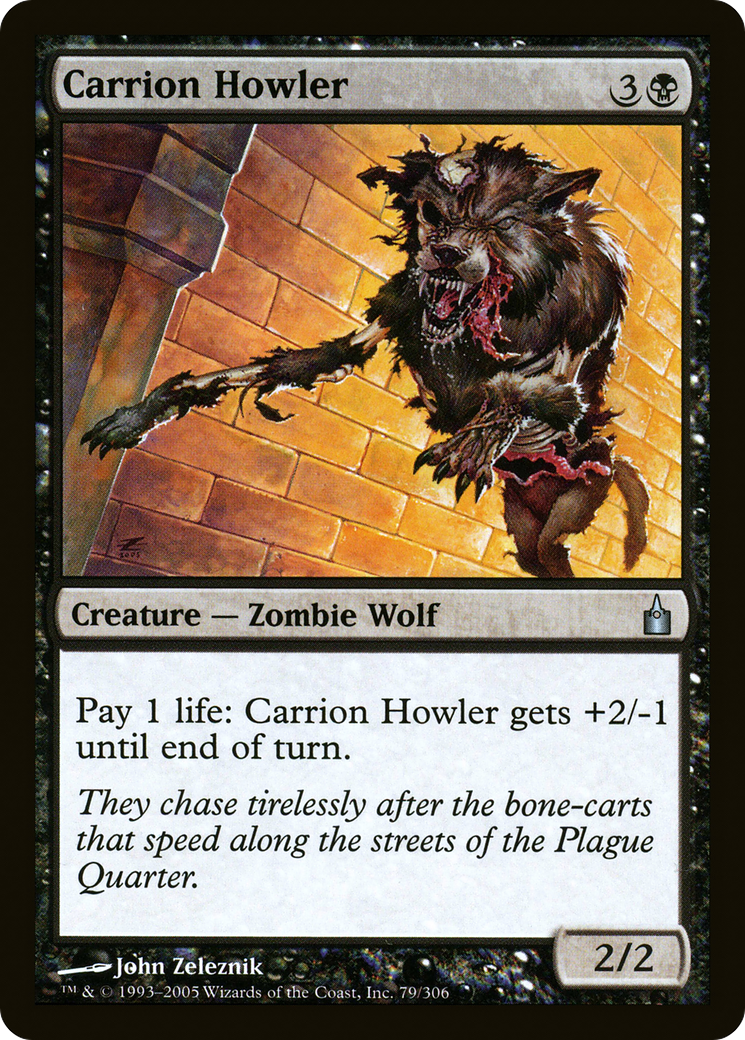 Carrion Howler
3
2005
Creature — Zombie Wolf
Pay 1 life: Carrion Howler gets +2/-1
until end of turn.
They chase tirelessly after the bone-carts
that speed along the streets of the Plague
Quarter.
2/2
John Zeleznik
™ & © 1993–2005 Wizards of the Coast, Inc. 79/306